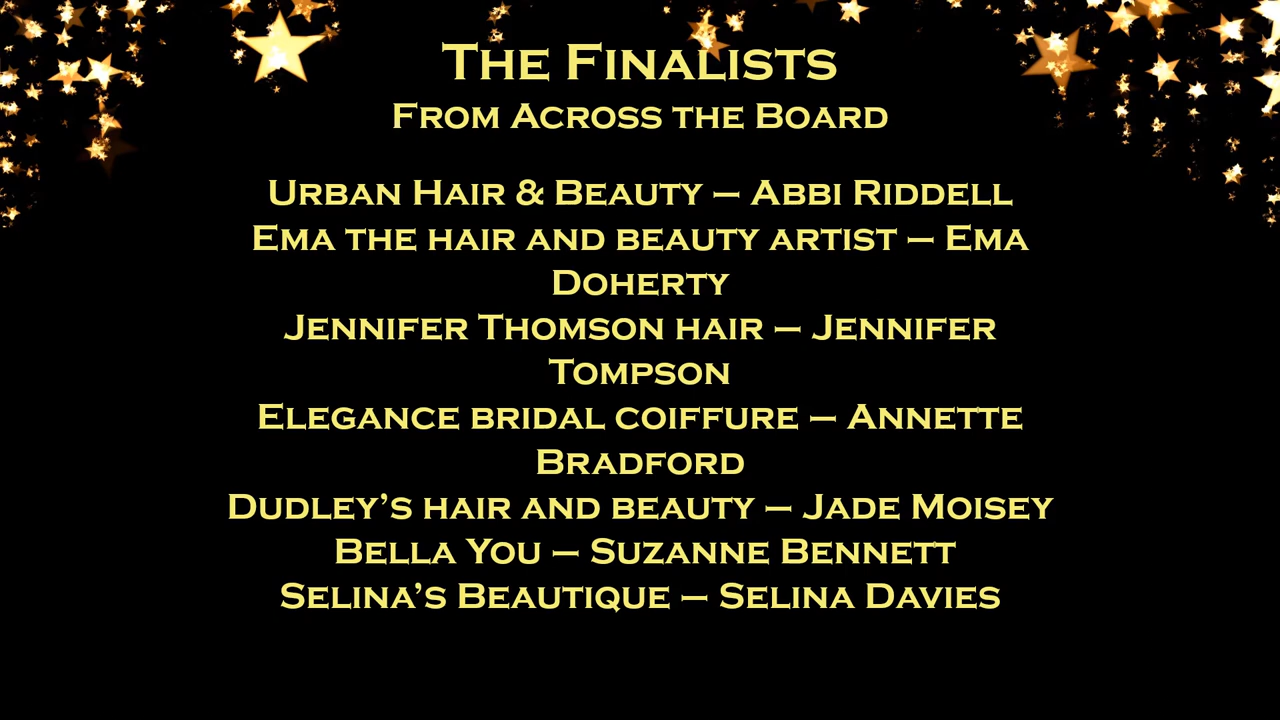 The Finalists
From Across the Board
Urban Hair & Beauty – Abbi Riddell
Ema the hair and beauty artist – Ema
Doherty
Jennifer Thomson hair – Jennifer
Tompson
Elegance bridal coiffure – Annette
Bradford
Dudley’s hair and beauty – Jade Moisey
Bella You – Suzanne Bennett
Selina’s Beautique – Selina Davies